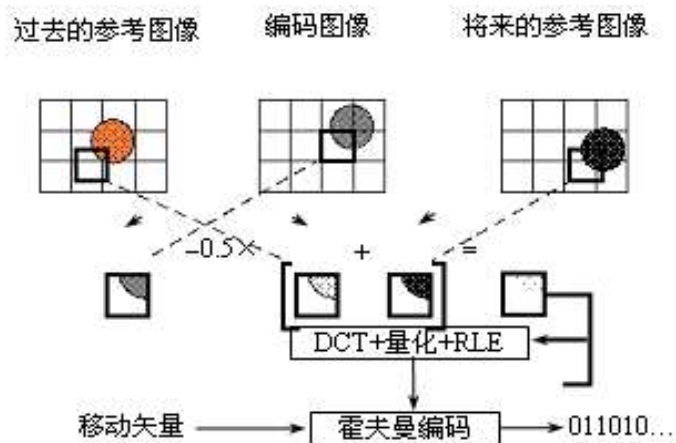 过去的参考图像 编码图像 将来的参考图像
-0.5× + =
DCT+量化+RLE
移动矢量 霍夫曼编码 011010...